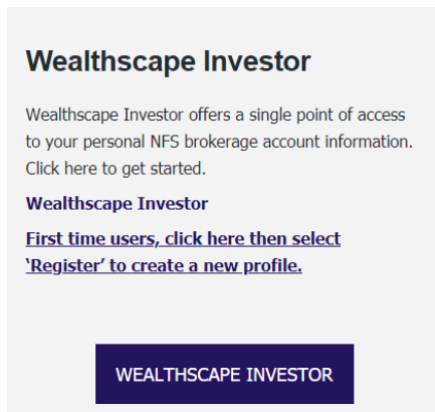 Wealthscape Investor
Wealthscape Investor offers a single point of access
to your personal NFS brokerage account information.
Click here to get started.
Wealthscape Investor
First time users, click here then select
‘Register’ to create a new profile.
WEALTHSCAPE INVESTOR